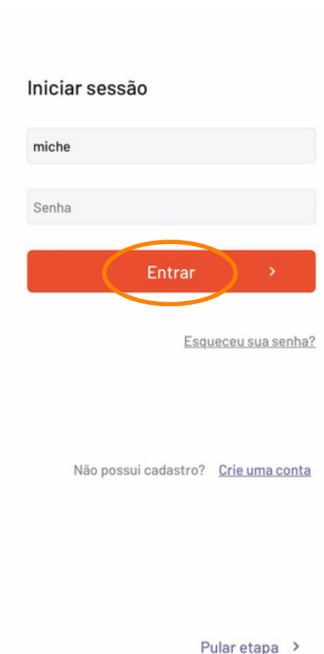 Iniciar sessão
miche
Senha
Entrar >
Esqueceu sua senha?
Não possui cadastro? Crie uma conta
Pular etapa >